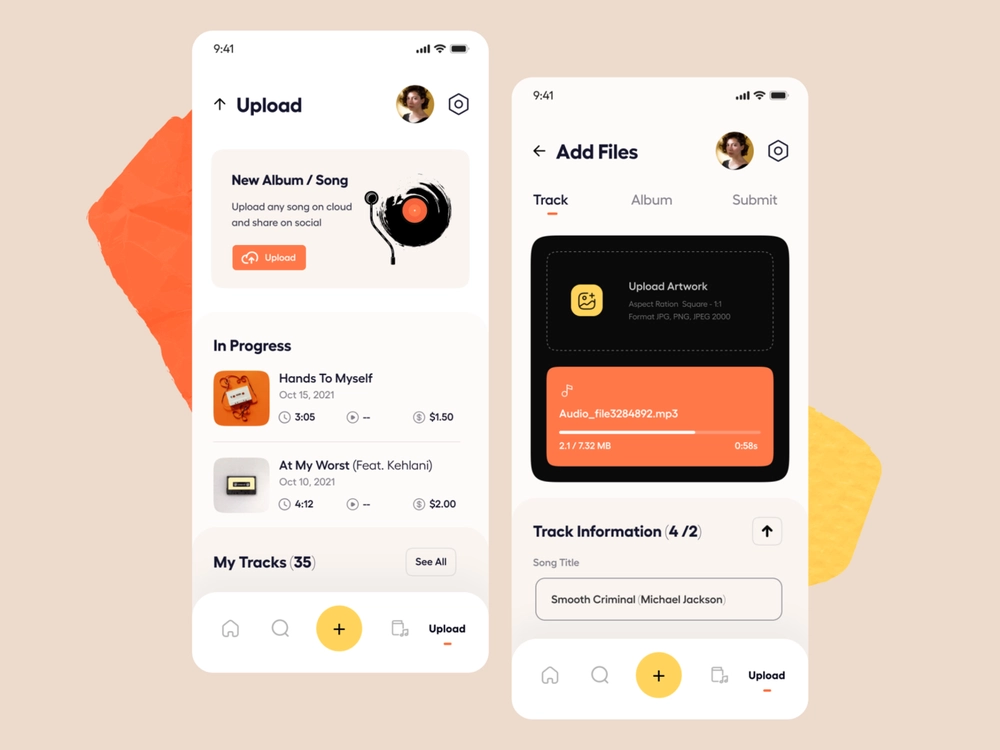 9:41
Upload
New Album / Song
Upload any song on cloud
and share on social
Upload
In Progress
Hands To Myself
Oct 15, 2021
3:05 -- $1.50
At My Worst (Feat. Kehlani)
Oct 10, 2021
4:12 -- $2.00
My Tracks (35)
See All
Upload
9:41
Add Files
Track Album Submit
Upload Artwork
Aspect Ration Square - 1:1
Format JPG, PNG, JPEG 2000
Audio_file3284892.mp3
2.1 / 7.32 MB 0:58s
Track Information (4 /2)
Song Title
Smooth Criminal (Michael Jackson)
Upload